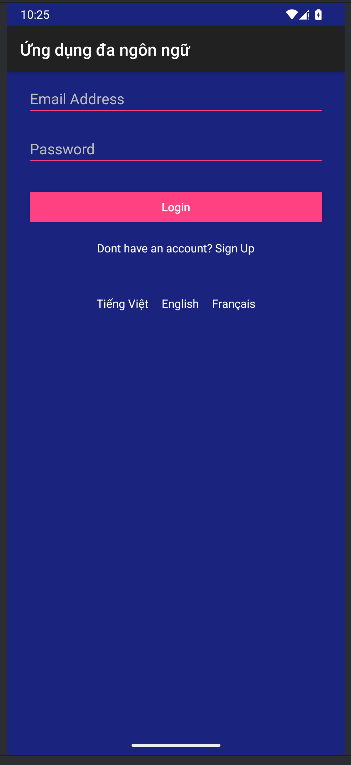 10:25
Ứng dụng đa ngôn ngữ
Email Address
Password
Login
Dont have an account? Sign Up
Tiếng Việt English Français